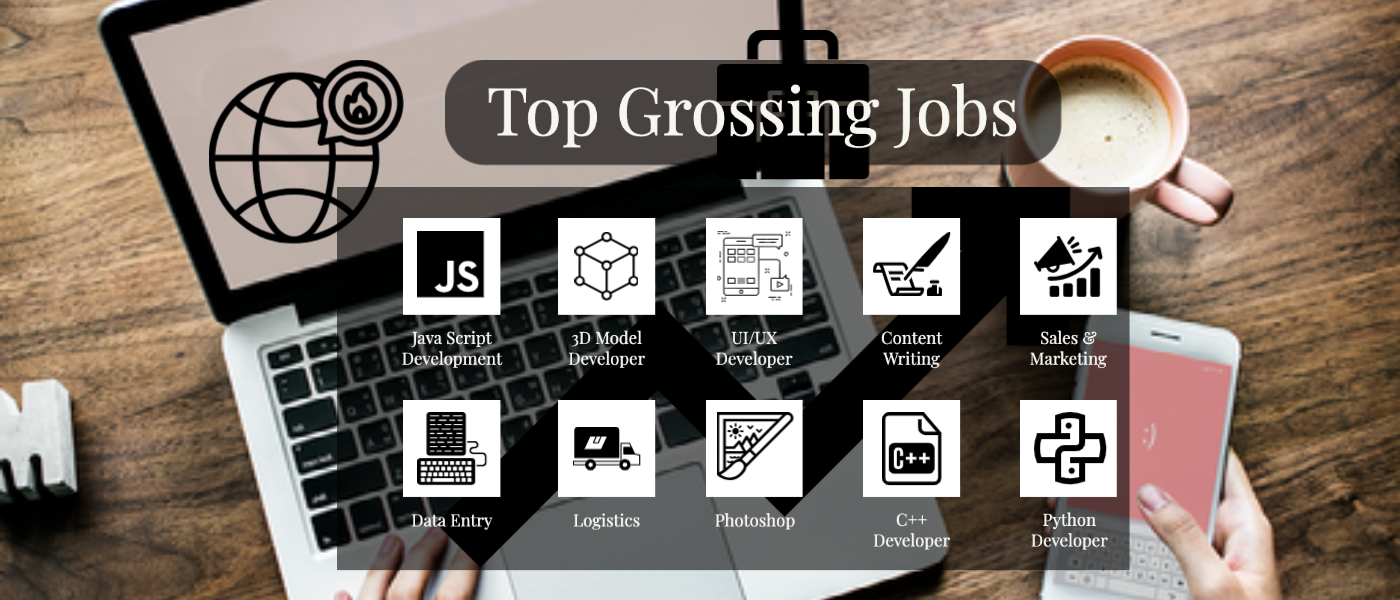 Top Grossing Jobs
JS
Java Script
Development
3D Model
Developer
UI/UX
Developer
Content
Writing
Sales &
Marketing
Data Entry
Logistics
Photoshop
C++
C++
Developer
Python
Developer